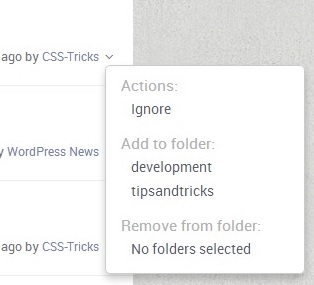 ago by CSS-Tricks
Actions:
Ignore
Add to folder:
development
tipsandtricks
y WordPress News
Remove from folder:
No folders selected
ago by CSS-Tricks